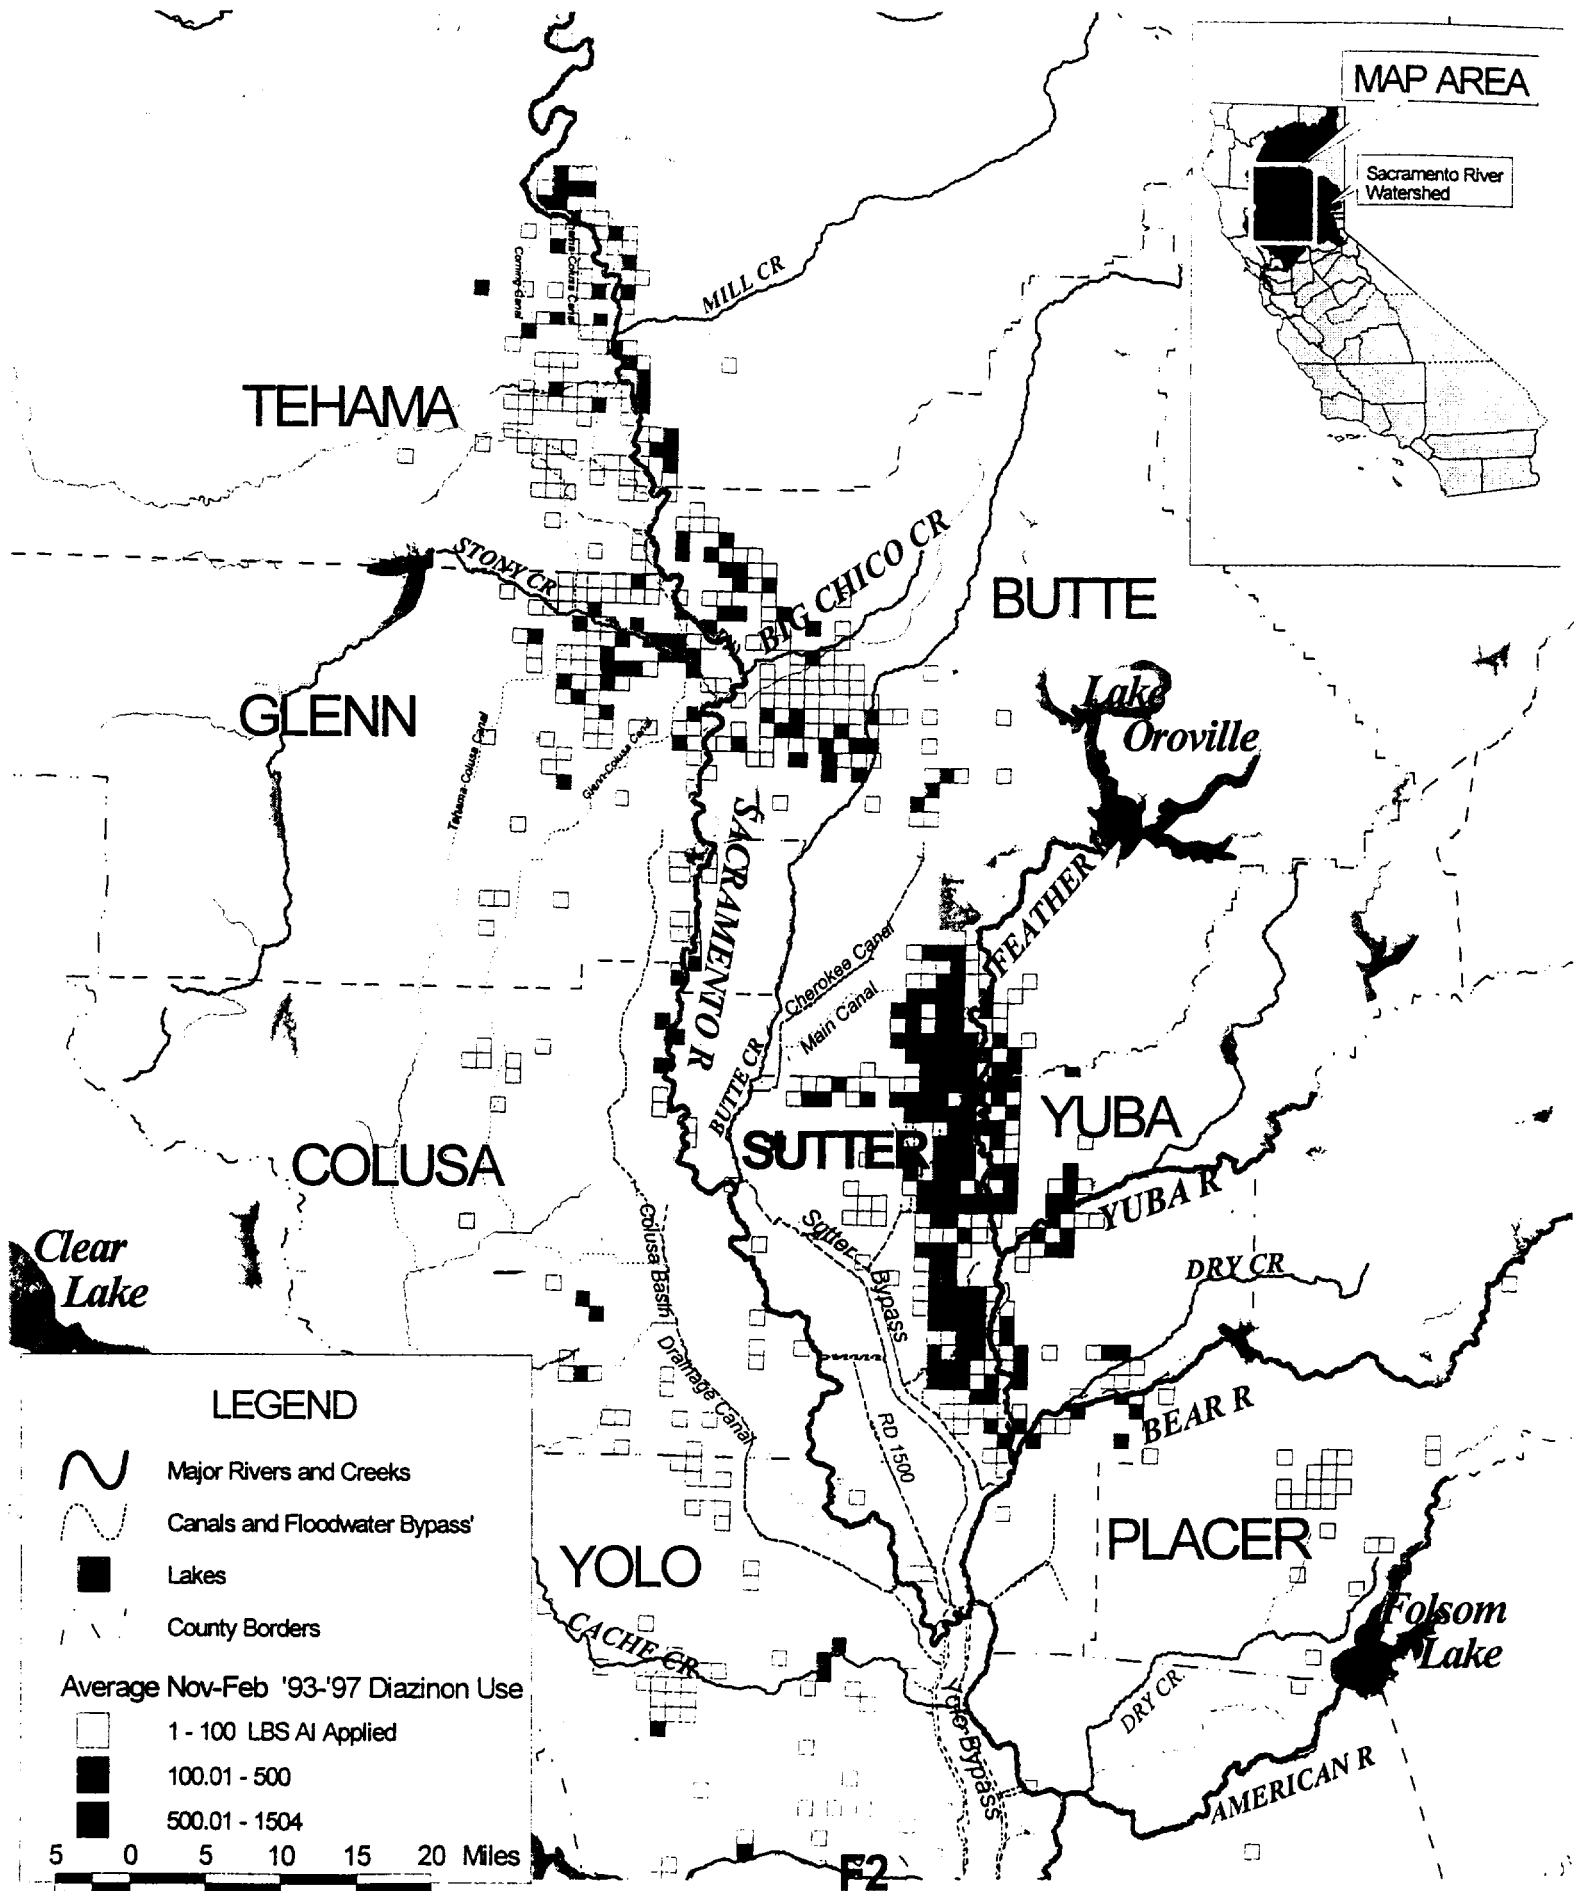 MAP AREA
Sacramento River
Watershed
Corning Canal
Tehama-Colusa Canal
MILL CR
TEHAMA
STONY CR
BIG CHICO CR
BUTTE
GLENN
Lake
Oroville
Tehama-Colusa Canal
Glenn-Colusa Canal
SACRAMENTO R
FEATHER R
Cherokee Canal
Main Canal
BUTTE CR
SUTTER
YUBA
COLUSA
YUBA R
Sutter
Bypass
Colusa Basin
Drainage Canal
Clear
Lake
DRY CR
BEAR R
RD 1500
PLACER
YOLO
CACHE CR
Folsom
Lake
DRY CR
Yolo Bypass
AMERICAN R
LEGEND
Major Rivers and Creeks
Canals and Floodwater Bypass'
Lakes
County Borders
Average Nov-Feb '93-'97 Diazinon Use
1 - 100 LBS AI Applied
100.01 - 500
500.01 - 1504
5 0 5 10 15 20 Miles
F2